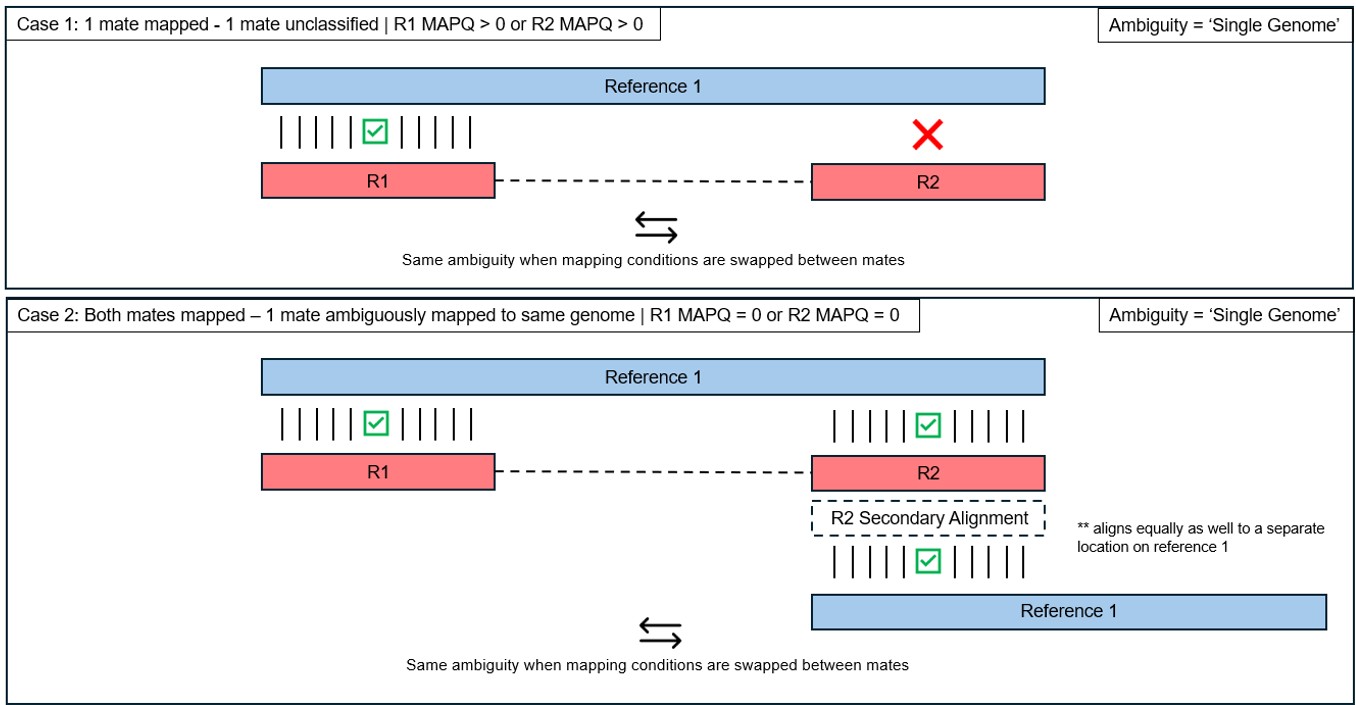 Case 1: 1 mate mapped - 1 mate unclassified | R1 MAPQ > 0 or R2 MAPQ > 0
Ambiguity = ‘Single Genome’
Reference 1
R1
R2
Same ambiguity when mapping conditions are swapped between mates
Case 2: Both mates mapped – 1 mate ambiguously mapped to same genome | R1 MAPQ = 0 or R2 MAPQ = 0
Ambiguity = ‘Single Genome’
Reference 1
R1
R2
R2 Secondary Alignment
** aligns equally as well to a separate
location on reference 1
Reference 1
Same ambiguity when mapping conditions are swapped between mates